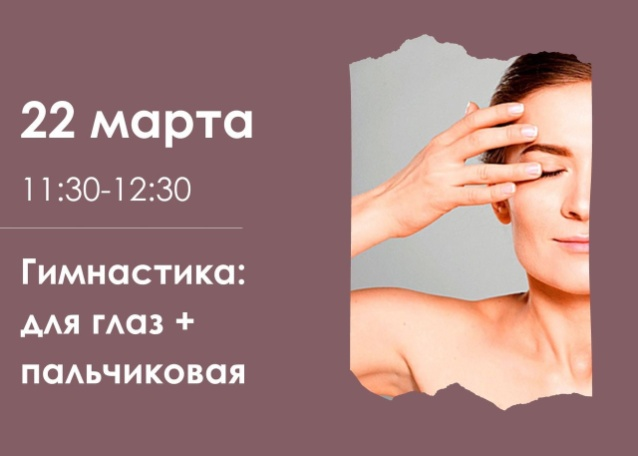 22 марта
11:30-12:30
Гимнастика:
для глаз +
пальчиковая